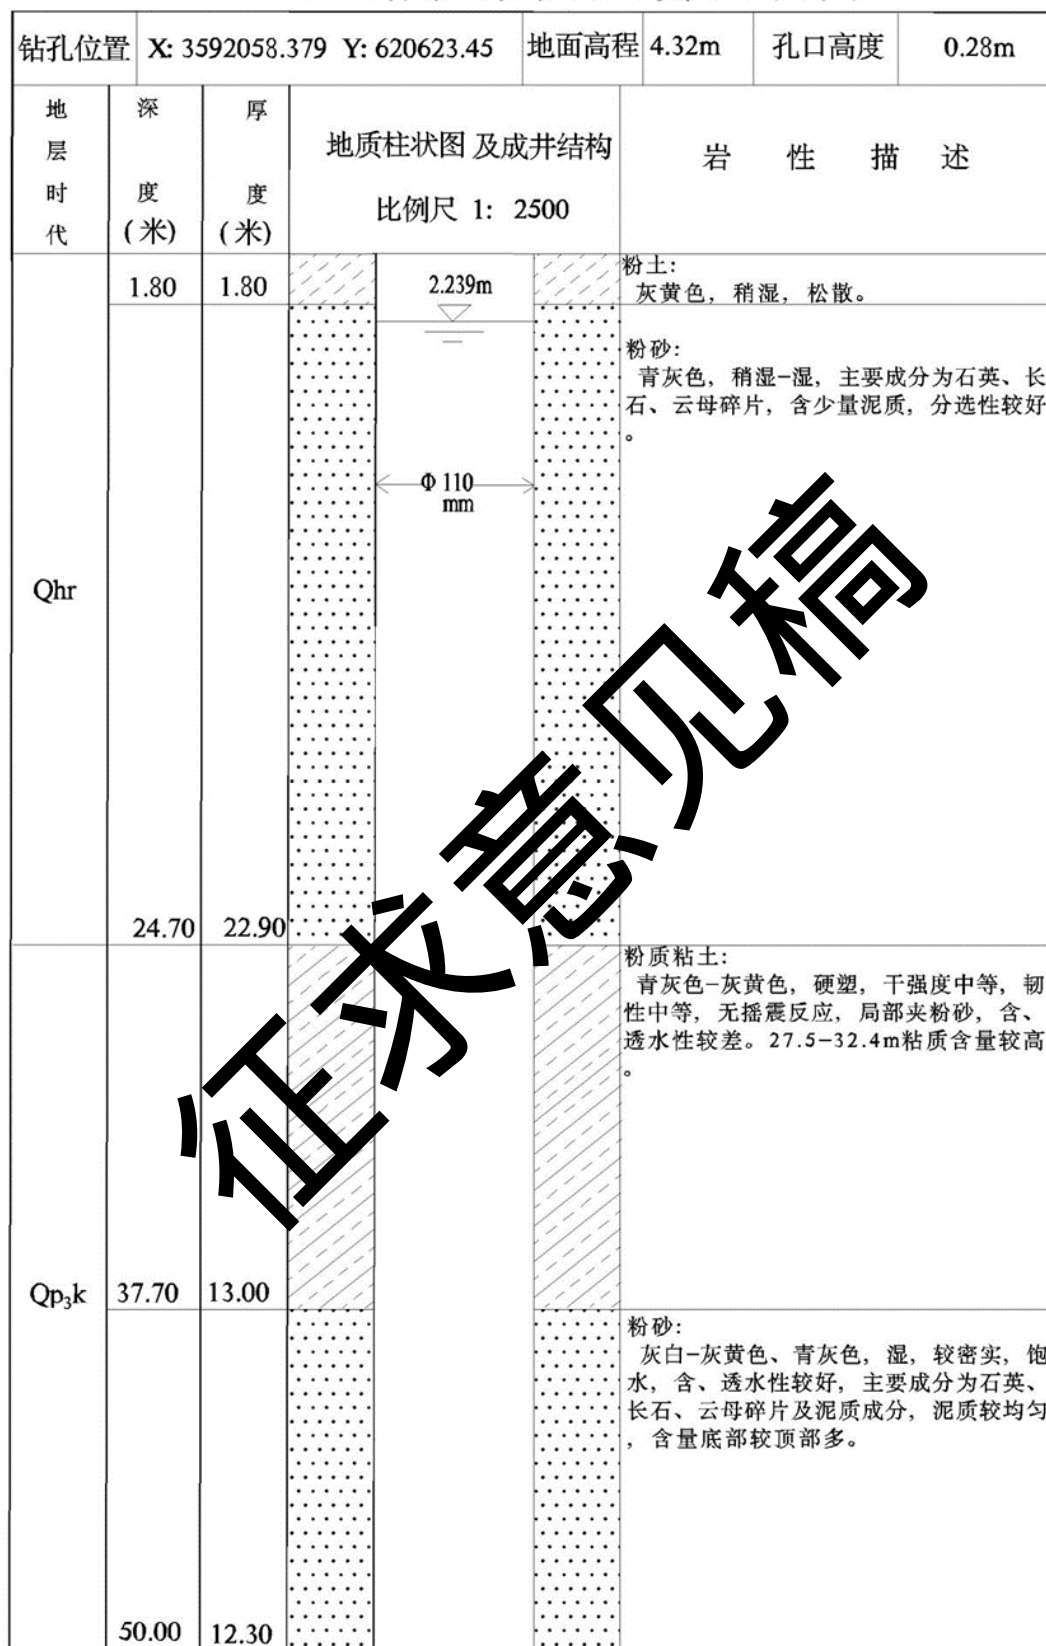 钻孔位置 X: 3592058.379 Y: 620623.45 地面高程 4.32m 孔口高度 0.28m
地层时代 深度(米) 厚度(米) 地质柱状图及成井结构 岩性描述
比例尺 1: 2500
粉土:
1.80 1.80 2.239m 灰黄色, 稍湿, 松散。
粉砂:
青灰色, 稍湿-湿, 主要成分为石英、长
石、云母碎片, 含少量泥质, 分选性较好
。
Φ 110
mm
Qhr
24.70 22.90
粉质粘土:
青灰色-灰黄色, 硬塑, 干强度中等, 韧
性中等, 无摇震反应, 局部夹粉砂, 含、
透水性较差。27.5-32.4m粘质含量较高
。
Qp₃k 37.70 13.00
粉砂:
灰白-灰黄色、青灰色, 湿, 较密实, 饱
水, 含、透水性较好, 主要成分为石英、
长石、云母碎片及泥质成分, 泥质较均匀
, 含量底部较顶部多。
50.00 12.30
征求意见稿